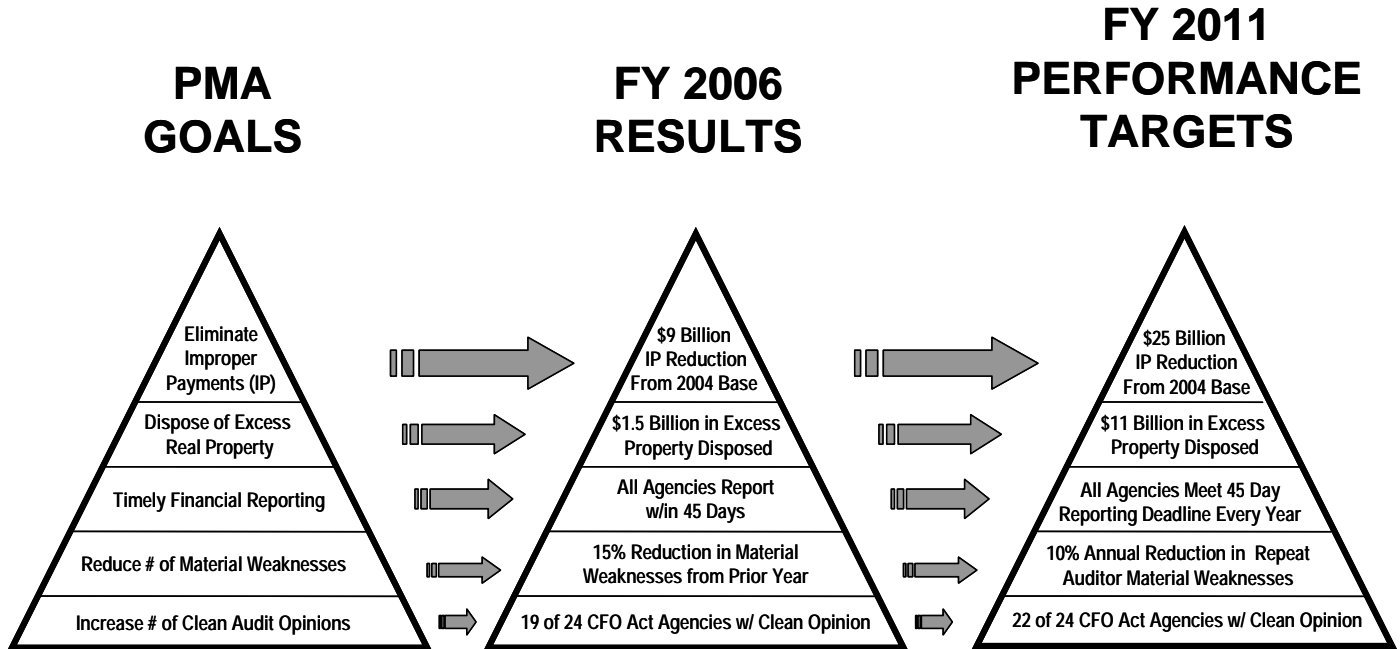 PMA
GOALS
FY 2006
RESULTS
FY 2011
PERFORMANCE
TARGETS
Eliminate
Improper
Payments (IP)
Dispose of Excess
Real Property
Timely Financial Reporting
Reduce # of Material Weaknesses
Increase # of Clean Audit Opinions
$9 Billion
IP Reduction
From 2004 Base
$1.5 Billion in Excess
Property Disposed
All Agencies Report
w/in 45 Days
15% Reduction in Material
Weaknesses from Prior Year
19 of 24 CFO Act Agencies w/ Clean Opinion
$25 Billion
IP Reduction
From 2004 Base
$11 Billion in Excess
Property Disposed
All Agencies Meet 45 Day
Reporting Deadline Every Year
10% Annual Reduction in Repeat
Auditor Material Weaknesses
22 of 24 CFO Act Agencies w/ Clean Opinion